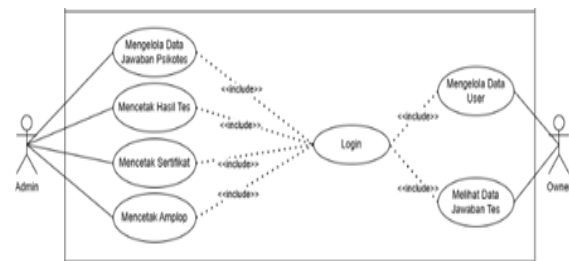 Mengelola Data
Jawaban Psikotes
<<include>>
Mengelola Data
User
Mencetak Hasil Tes
<<include>>
<<include>>
Login
Admin
Mencetak Sertifikat
<<include>>
<<include>>
Owner
Mencetak Amplop
<<include>>
Melihat Data
Jawaban Tes